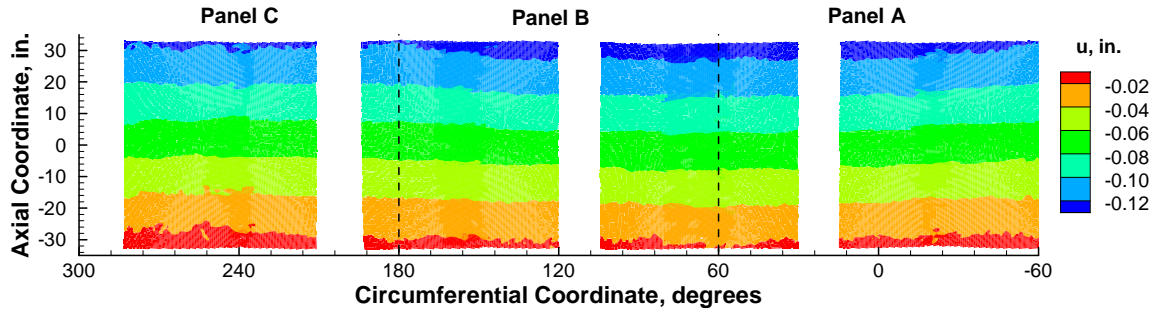 Panel C Panel B Panel A
Axial Coordinate, in.
30
20
10
0
-10
-20
-30
300 240 180 120 60 0 -60
Circumferential Coordinate, degrees
u, in.
-0.02
-0.04
-0.06
-0.08
-0.10
-0.12